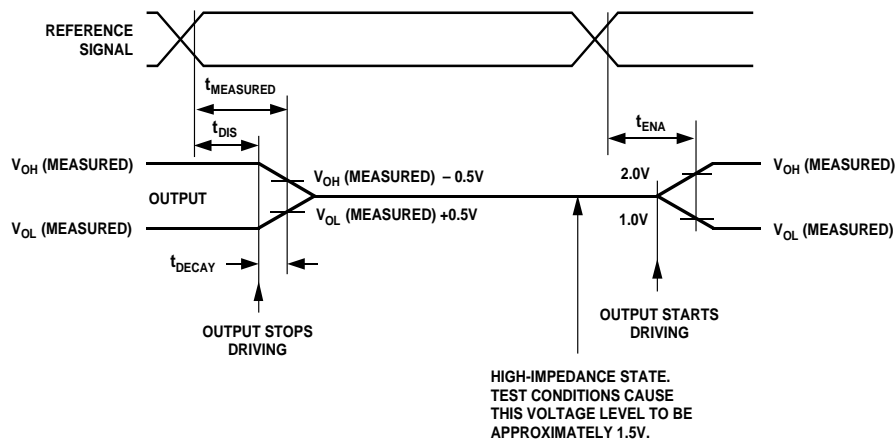 REFERENCE
SIGNAL
tMEASURED
tDIS
tENA
VOH (MEASURED)
VOH (MEASURED) – 0.5V
2.0V
VOH (MEASURED)
OUTPUT
VOL (MEASURED) +0.5V
1.0V
VOL (MEASURED)
VOL (MEASURED)
tDECAY
OUTPUT STOPS
DRIVING
OUTPUT STARTS
DRIVING
HIGH-IMPEDANCE STATE.
TEST CONDITIONS CAUSE
THIS VOLTAGE LEVEL TO BE
APPROXIMATELY 1.5V.